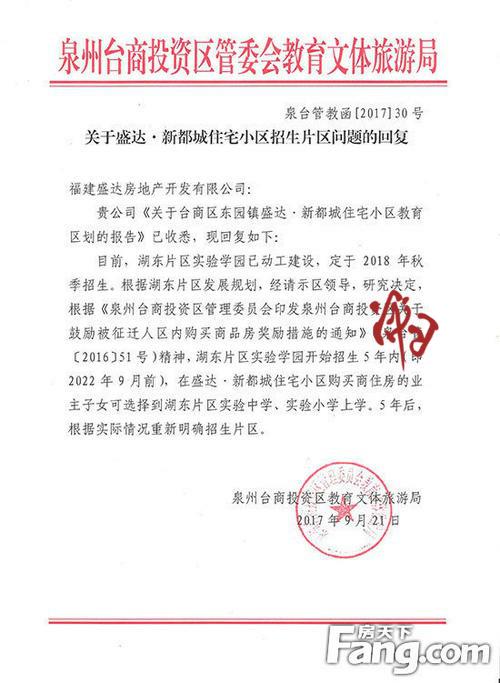 泉州台商投资区管委会教育文体旅游局
泉台管教函[2017]30号
关于盛达·新都城住宅小区招生片区问题的回复
福建盛达房地产开发有限公司：
贵公司《关于台商区东园镇盛达·新都城住宅小区教育
区划的报告》已收悉，现回复如下：
目前，湖东片区实验学园已动工建设，定于2018年秋
季招生。根据湖东片区发展规划，经请示区领导，研究决定，
根据《泉州台商投资区管理委员会印发泉州台商投资区关于
鼓励被征迁人区内购买商品房奖励措施的通知》（泉台管
〔2016〕51号）精神，湖东片区实验学园开始招生5年内（即
2022年9月前），在盛达·新都城住宅小区购买商住房的业
主子女可选择到湖东片区实验中学、实验小学上学。5年后，
根据实际情况重新明确招生片区。
泉州台商投资区教育文体旅游局
2017年9月21日
房天下
Fang.com